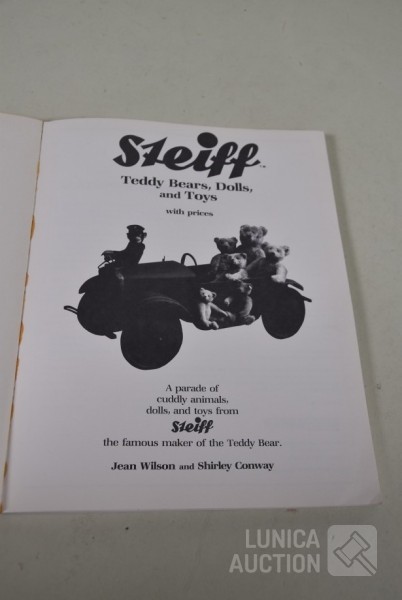 Steiff™
Teddy Bears, Dolls,
and Toys
with prices
A parade of
cuddly animals,
dolls, and toys from
Steiff
the famous maker of the Teddy Bear.
Jean Wilson and Shirley Conway
LUNICA
AUCTION